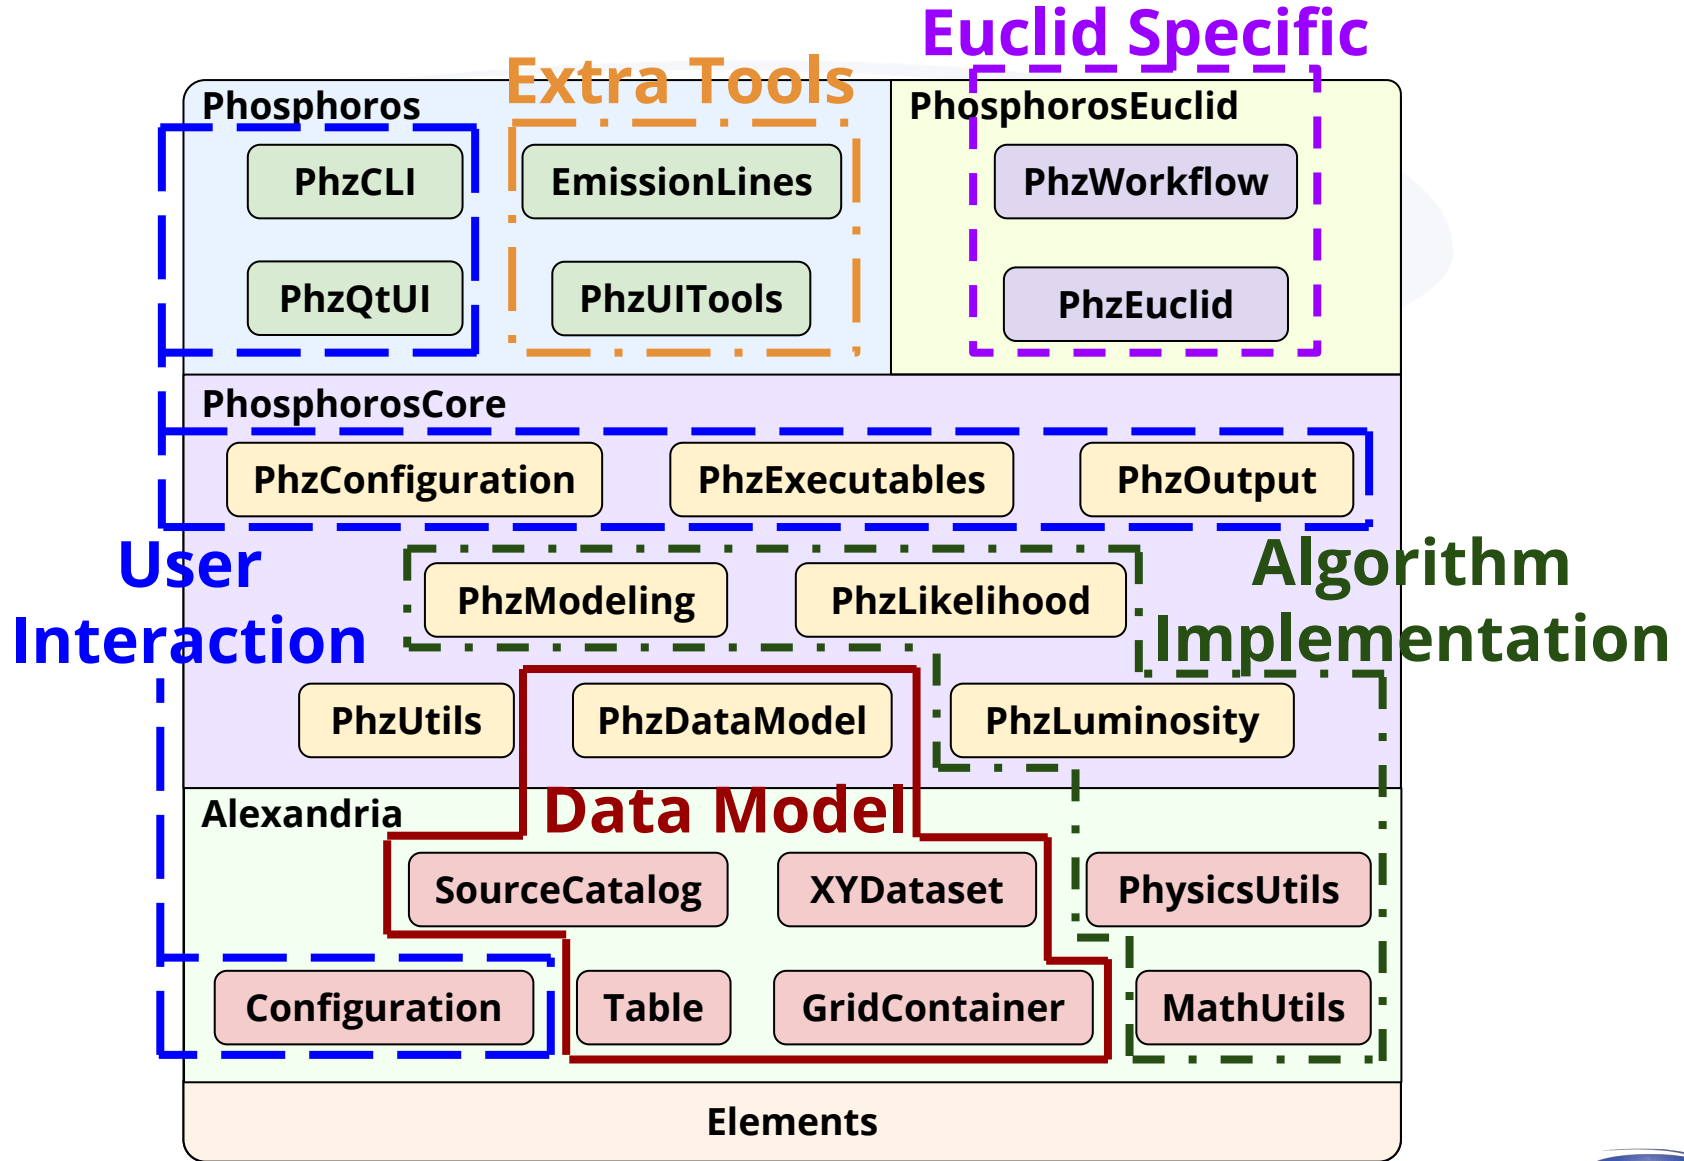 Euclid Specific
Extra Tools
Phosphoros
PhosphorosEuclid
PhzCLI
EmissionLines
PhzWorkflow
PhzQtUI
PhzUITools
PhzEuclid
PhosphorosCore
PhzConfiguration
PhzExecutables
PhzOutput
User
Interaction
Algorithm
Implementation
PhzModeling
PhzLikelihood
PhzUtils
PhzDataModel
PhzLuminosity
Alexandria
Data Model
SourceCatalog
XYDataset
PhysicsUtils
Configuration
Table
GridContainer
MathUtils
Elements